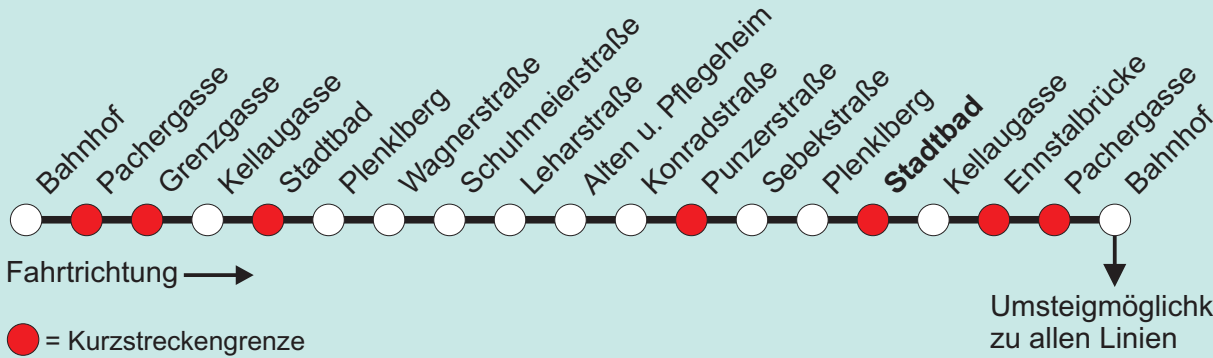 Bahnhof
Pachergasse
Grenzgasse
Kellaugasse
Stadtbad
Plenklberg
Wagnerstraße
Schuhmeierstraße
Leharstraße
Alten u. Pflegeheim
Konradstraße
Punzerstraße
Sebekstraße
Plenklberg
Stadtbad
Kellaugasse
Ennstalbrücke
Pachergasse
Bahnhof
Fahrtrichtung
Umsteigmöglichk
zu allen Linien
= Kurzstreckengrenze